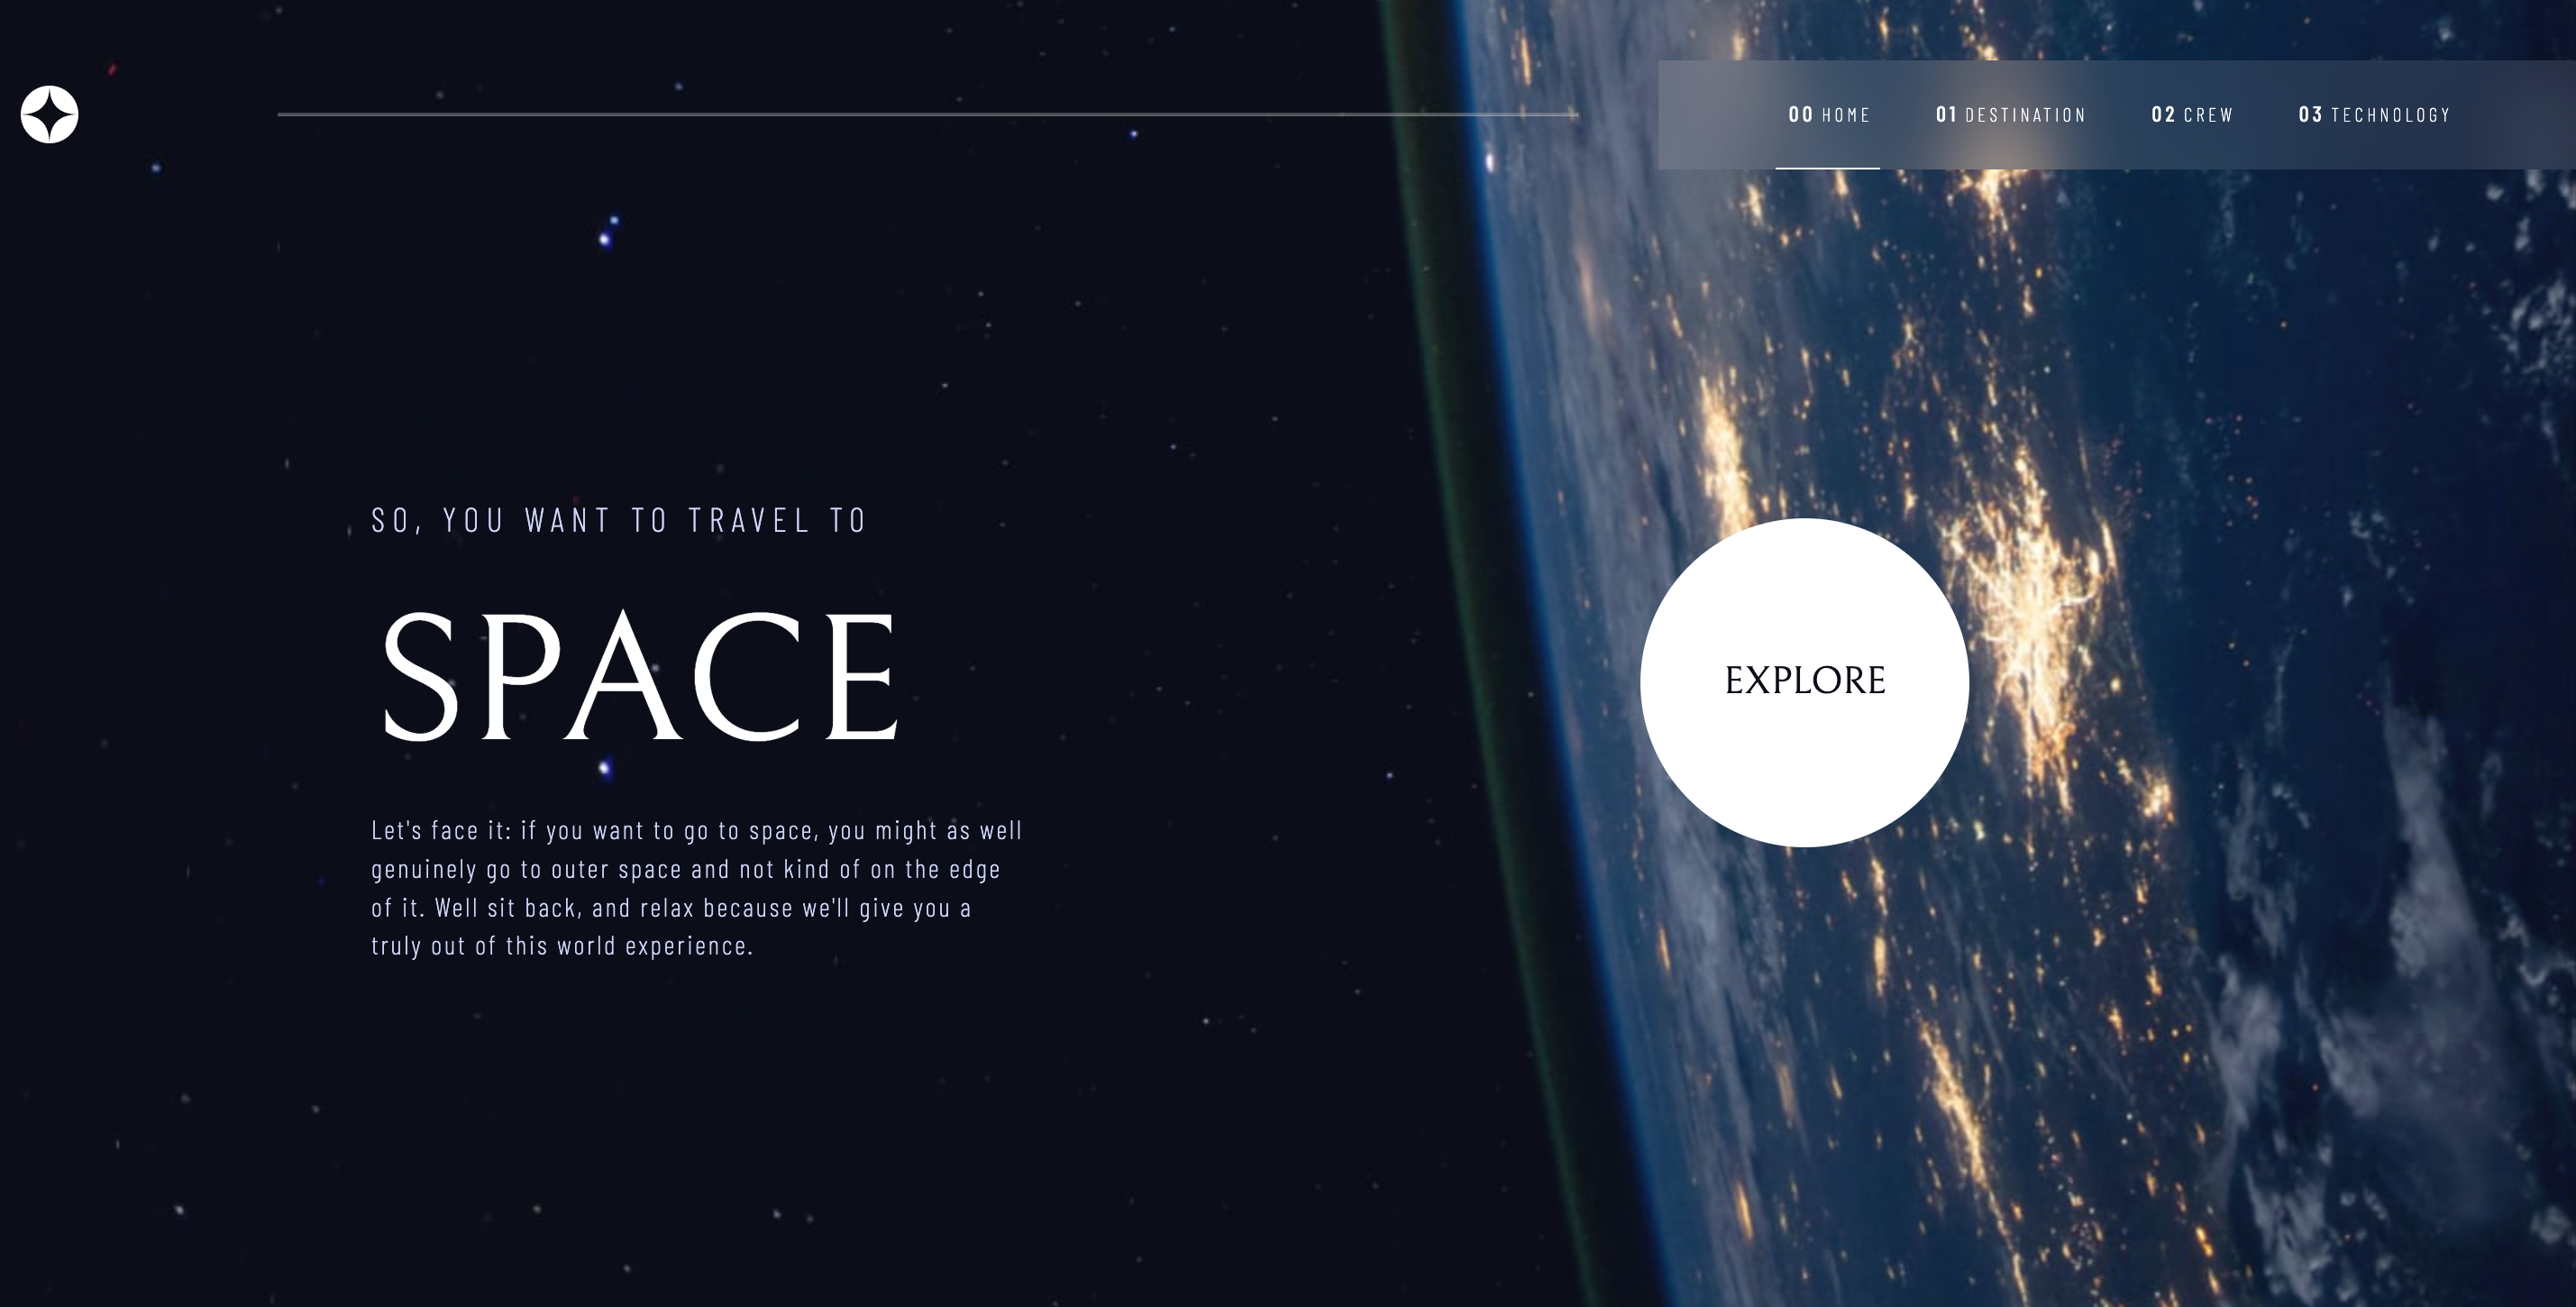 00 HOME 01 DESTINATION 02 CREW 03 TECHNOLOGY
SO, YOU WANT TO TRAVEL TO
SPACE
Let's face it: if you want to go to space, you might as well
genuinely go to outer space and not kind of on the edge
of it. Well sit back, and relax because we'll give you a
truly out of this world experience.
EXPLORE